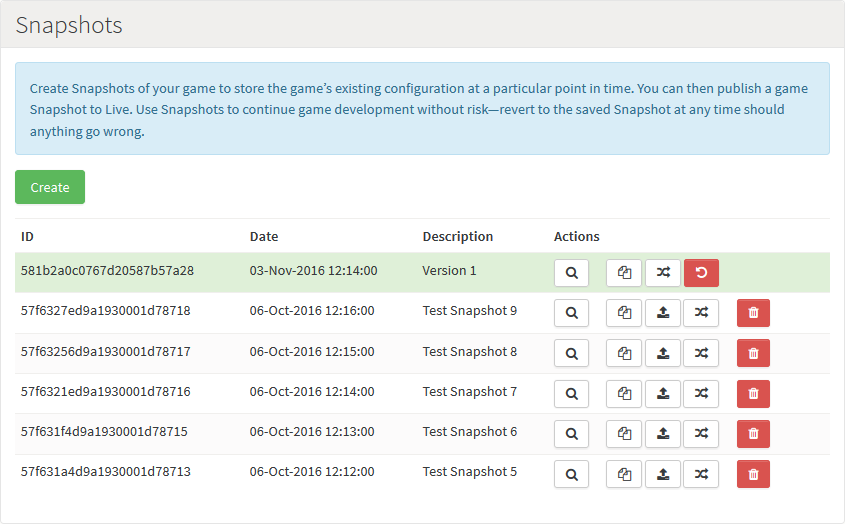 Snapshots
Create Snapshots of your game to store the game’s existing configuration at a particular point in time. You can then publish a game
Snapshot to Live. Use Snapshots to continue game development without risk—revert to the saved Snapshot at any time should
anything go wrong.
Create
ID Date Description Actions
581b2a0c0767d20587b57a28 03-Nov-2016 12:14:00 Version 1
57f6327ed9a1930001d78718 06-Oct-2016 12:16:00 Test Snapshot 9
57f63256d9a1930001d78717 06-Oct-2016 12:15:00 Test Snapshot 8
57f6321ed9a1930001d78716 06-Oct-2016 12:14:00 Test Snapshot 7
57f631f4d9a1930001d78715 06-Oct-2016 12:13:00 Test Snapshot 6
57f631a4d9a1930001d78713 06-Oct-2016 12:12:00 Test Snapshot 5